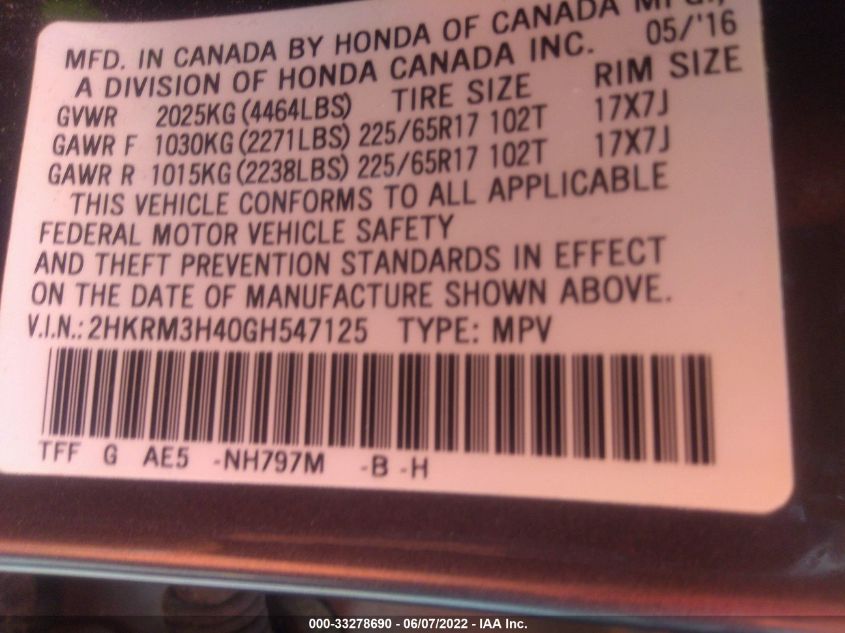 MFD. IN CANADA BY HONDA OF CANADA MFG.,
A DIVISION OF HONDA CANADA INC. 05/'16
GVWR 2025KG (4464LBS) TIRE SIZE RIM SIZE
GAWR F 1030KG (2271LBS) 225/65R17 102T 17X7J
GAWR R 1015KG (2238LBS) 225/65R17 102T 17X7J
THIS VEHICLE CONFORMS TO ALL APPLICABLE
FEDERAL MOTOR VEHICLE SAFETY
AND THEFT PREVENTION STANDARDS IN EFFECT
ON THE DATE OF MANUFACTURE SHOWN ABOVE.
V.I.N.: 2HKRM3H40GH547125 TYPE: MPV
TFF G AE5 -NH797M -B -H
000-33278690 - 06/07/2022 - IAA Inc.